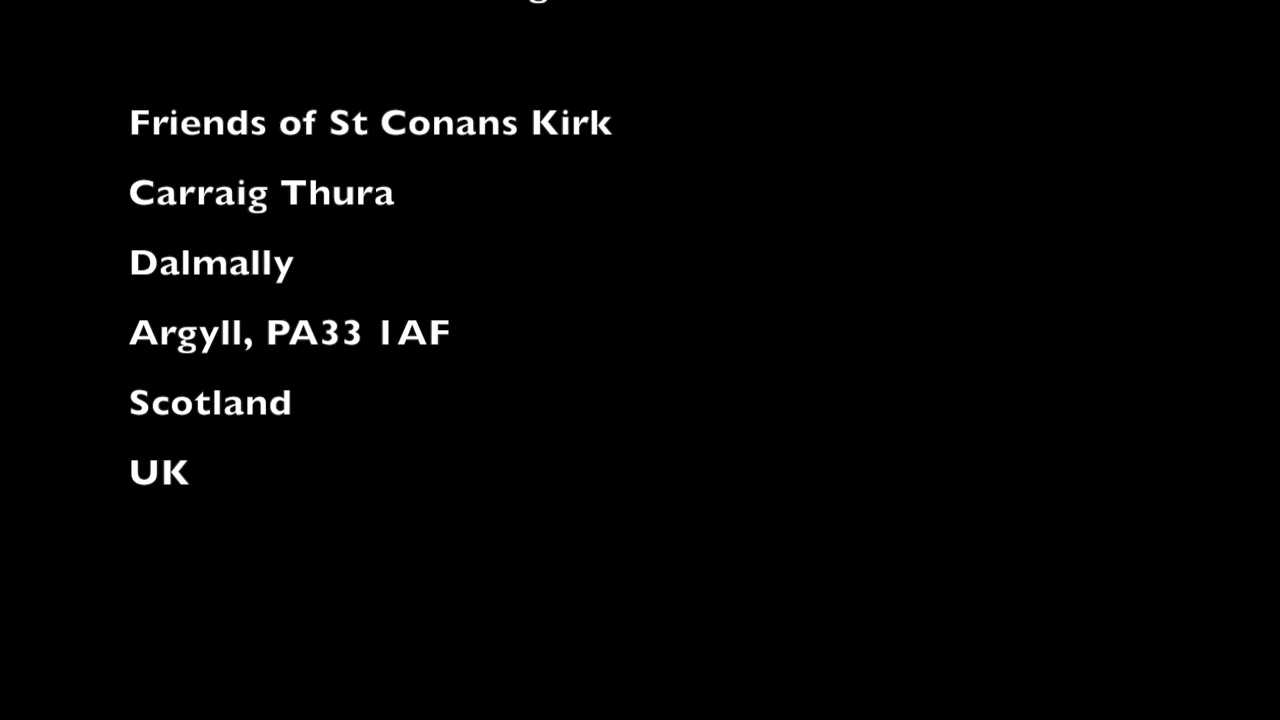 Friends of St Conans Kirk
Carraig Thura
Dalmally
Argyll, PA33 1AF
Scotland
UK